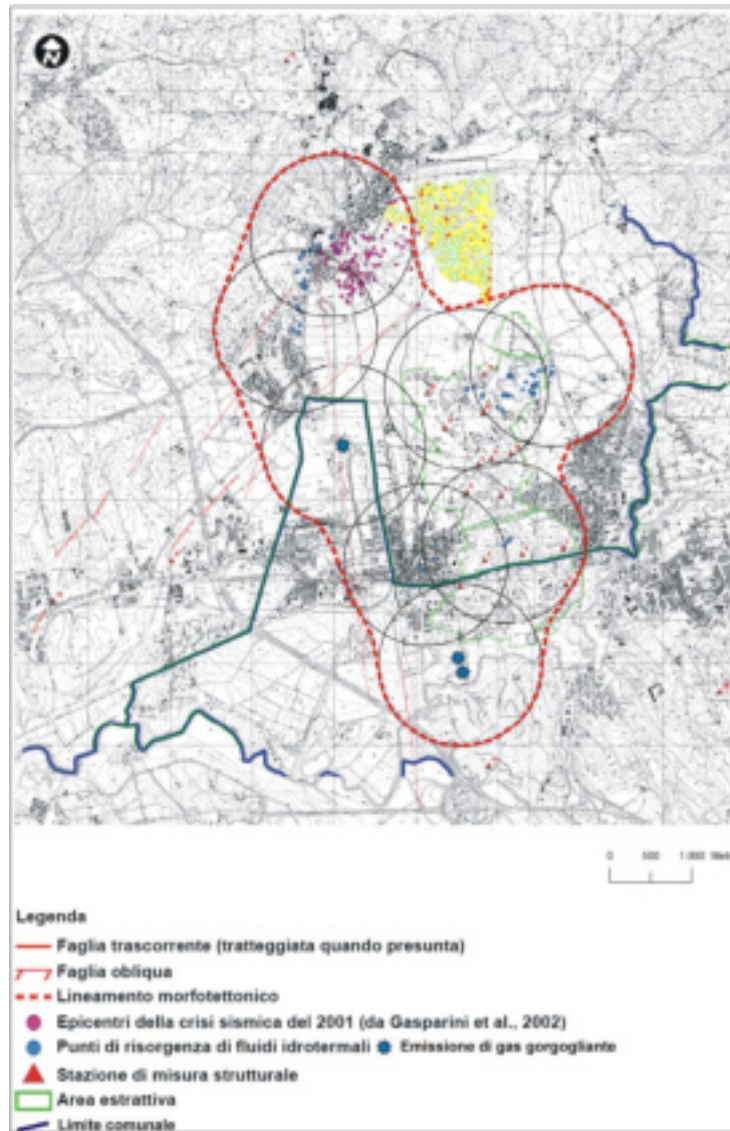 N
0 500 1.000 Metri
Legenda
Faglia trascorrente (tratteggiata quando presunta)
Faglia obliqua
Lineamento morfotettonico
Epicentri della crisi sismica del 2001 (da Gasparini et al., 2002)
Punti di risorgenza di fluidi idrotermali Emissione di gas gorgogliante
Stazione di misura strutturale
Area estrattiva
Limite comunale